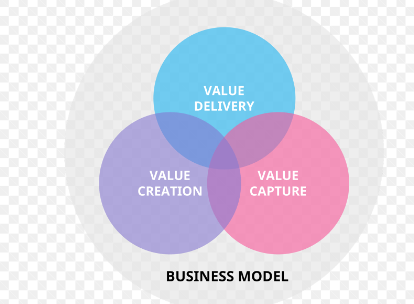 VALUE
DELIVERY
VALUE
CREATION
VALUE
CAPTURE
BUSINESS MODEL